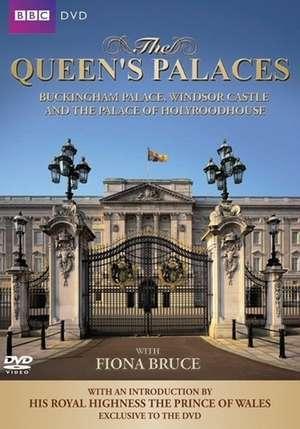 BBC DVD
The
QUEEN'S PALACES
BUCKINGHAM PALACE, WINDSOR CASTLE
AND THE PALACE OF HOLYROODHOUSE
WITH
FIONA BRUCE
DVD
VIDEO
WITH AN INTRODUCTION BY
HIS ROYAL HIGHNESS THE PRINCE OF WALES
EXCLUSIVE TO THE DVD